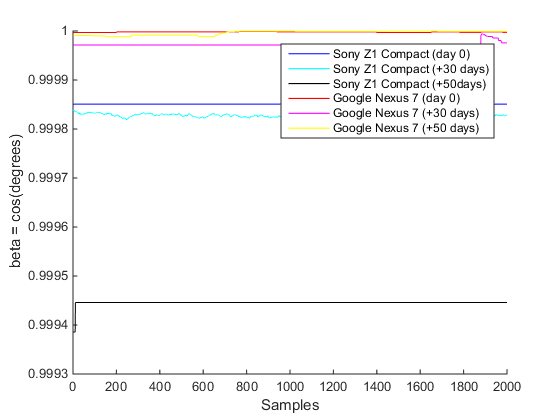 1
0.9999
0.9998
0.9997
0.9996
0.9995
0.9994
0.9993
beta = cos(degrees)
Sony Z1 Compact (day 0)
Sony Z1 Compact (+30 days)
Sony Z1 Compact (+50days)
Google Nexus 7 (day 0)
Google Nexus 7 (+30 days)
Google Nexus 7 (+50 days)
0 200 400 600 800 1000 1200 1400 1600 1800 2000
Samples